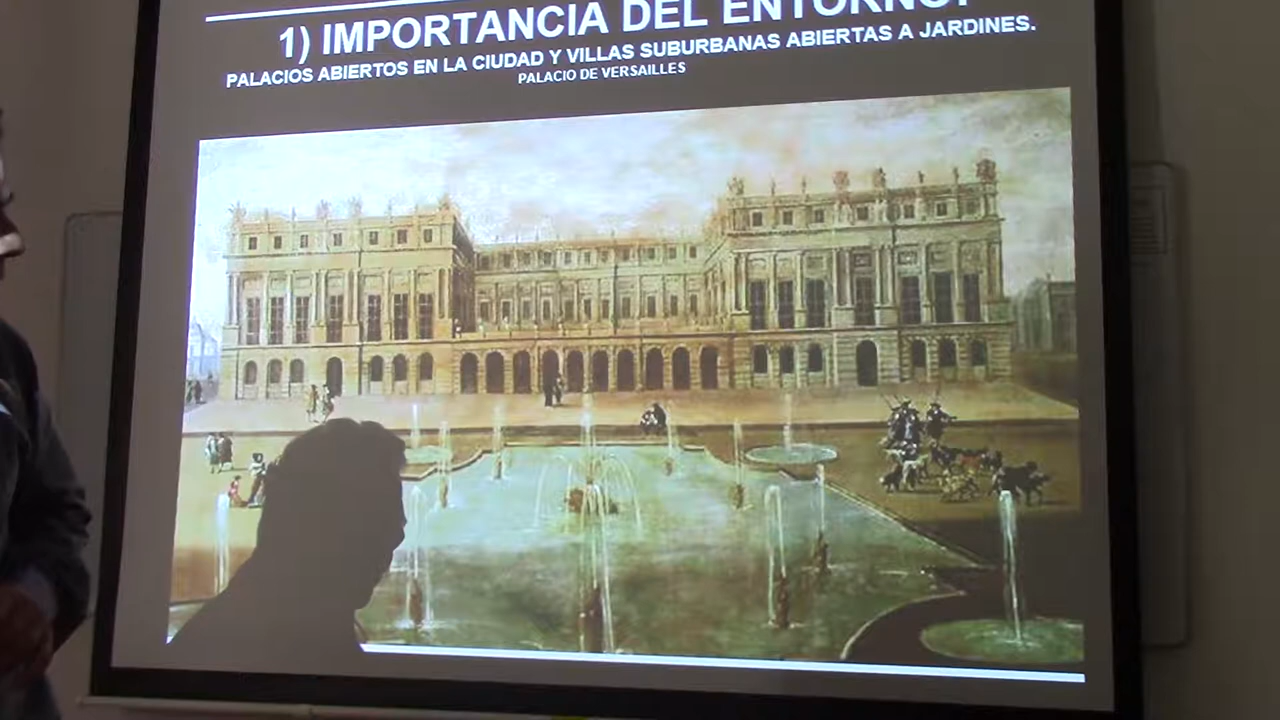 1) IMPORTANCIA DEL ENTORNO.
PALACIOS ABIERTOS EN LA CIUDAD Y VILLAS SUBURBANAS ABIERTAS A JARDINES.
PALACIO DE VERSAILLES